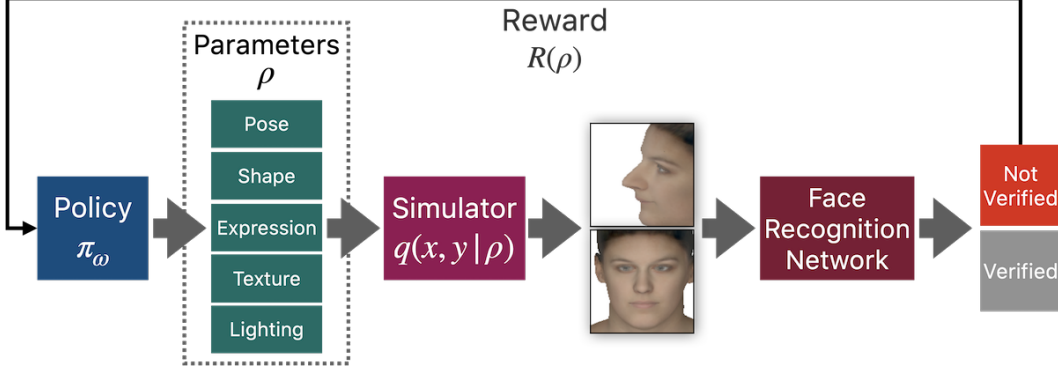 Reward
R(ρ)
Parameters
ρ
Pose
Shape
Expression
Texture
Lighting
Policy
π_ω
Simulator
q(x, y | ρ)
Face
Recognition
Network
Not
Verified
Verified